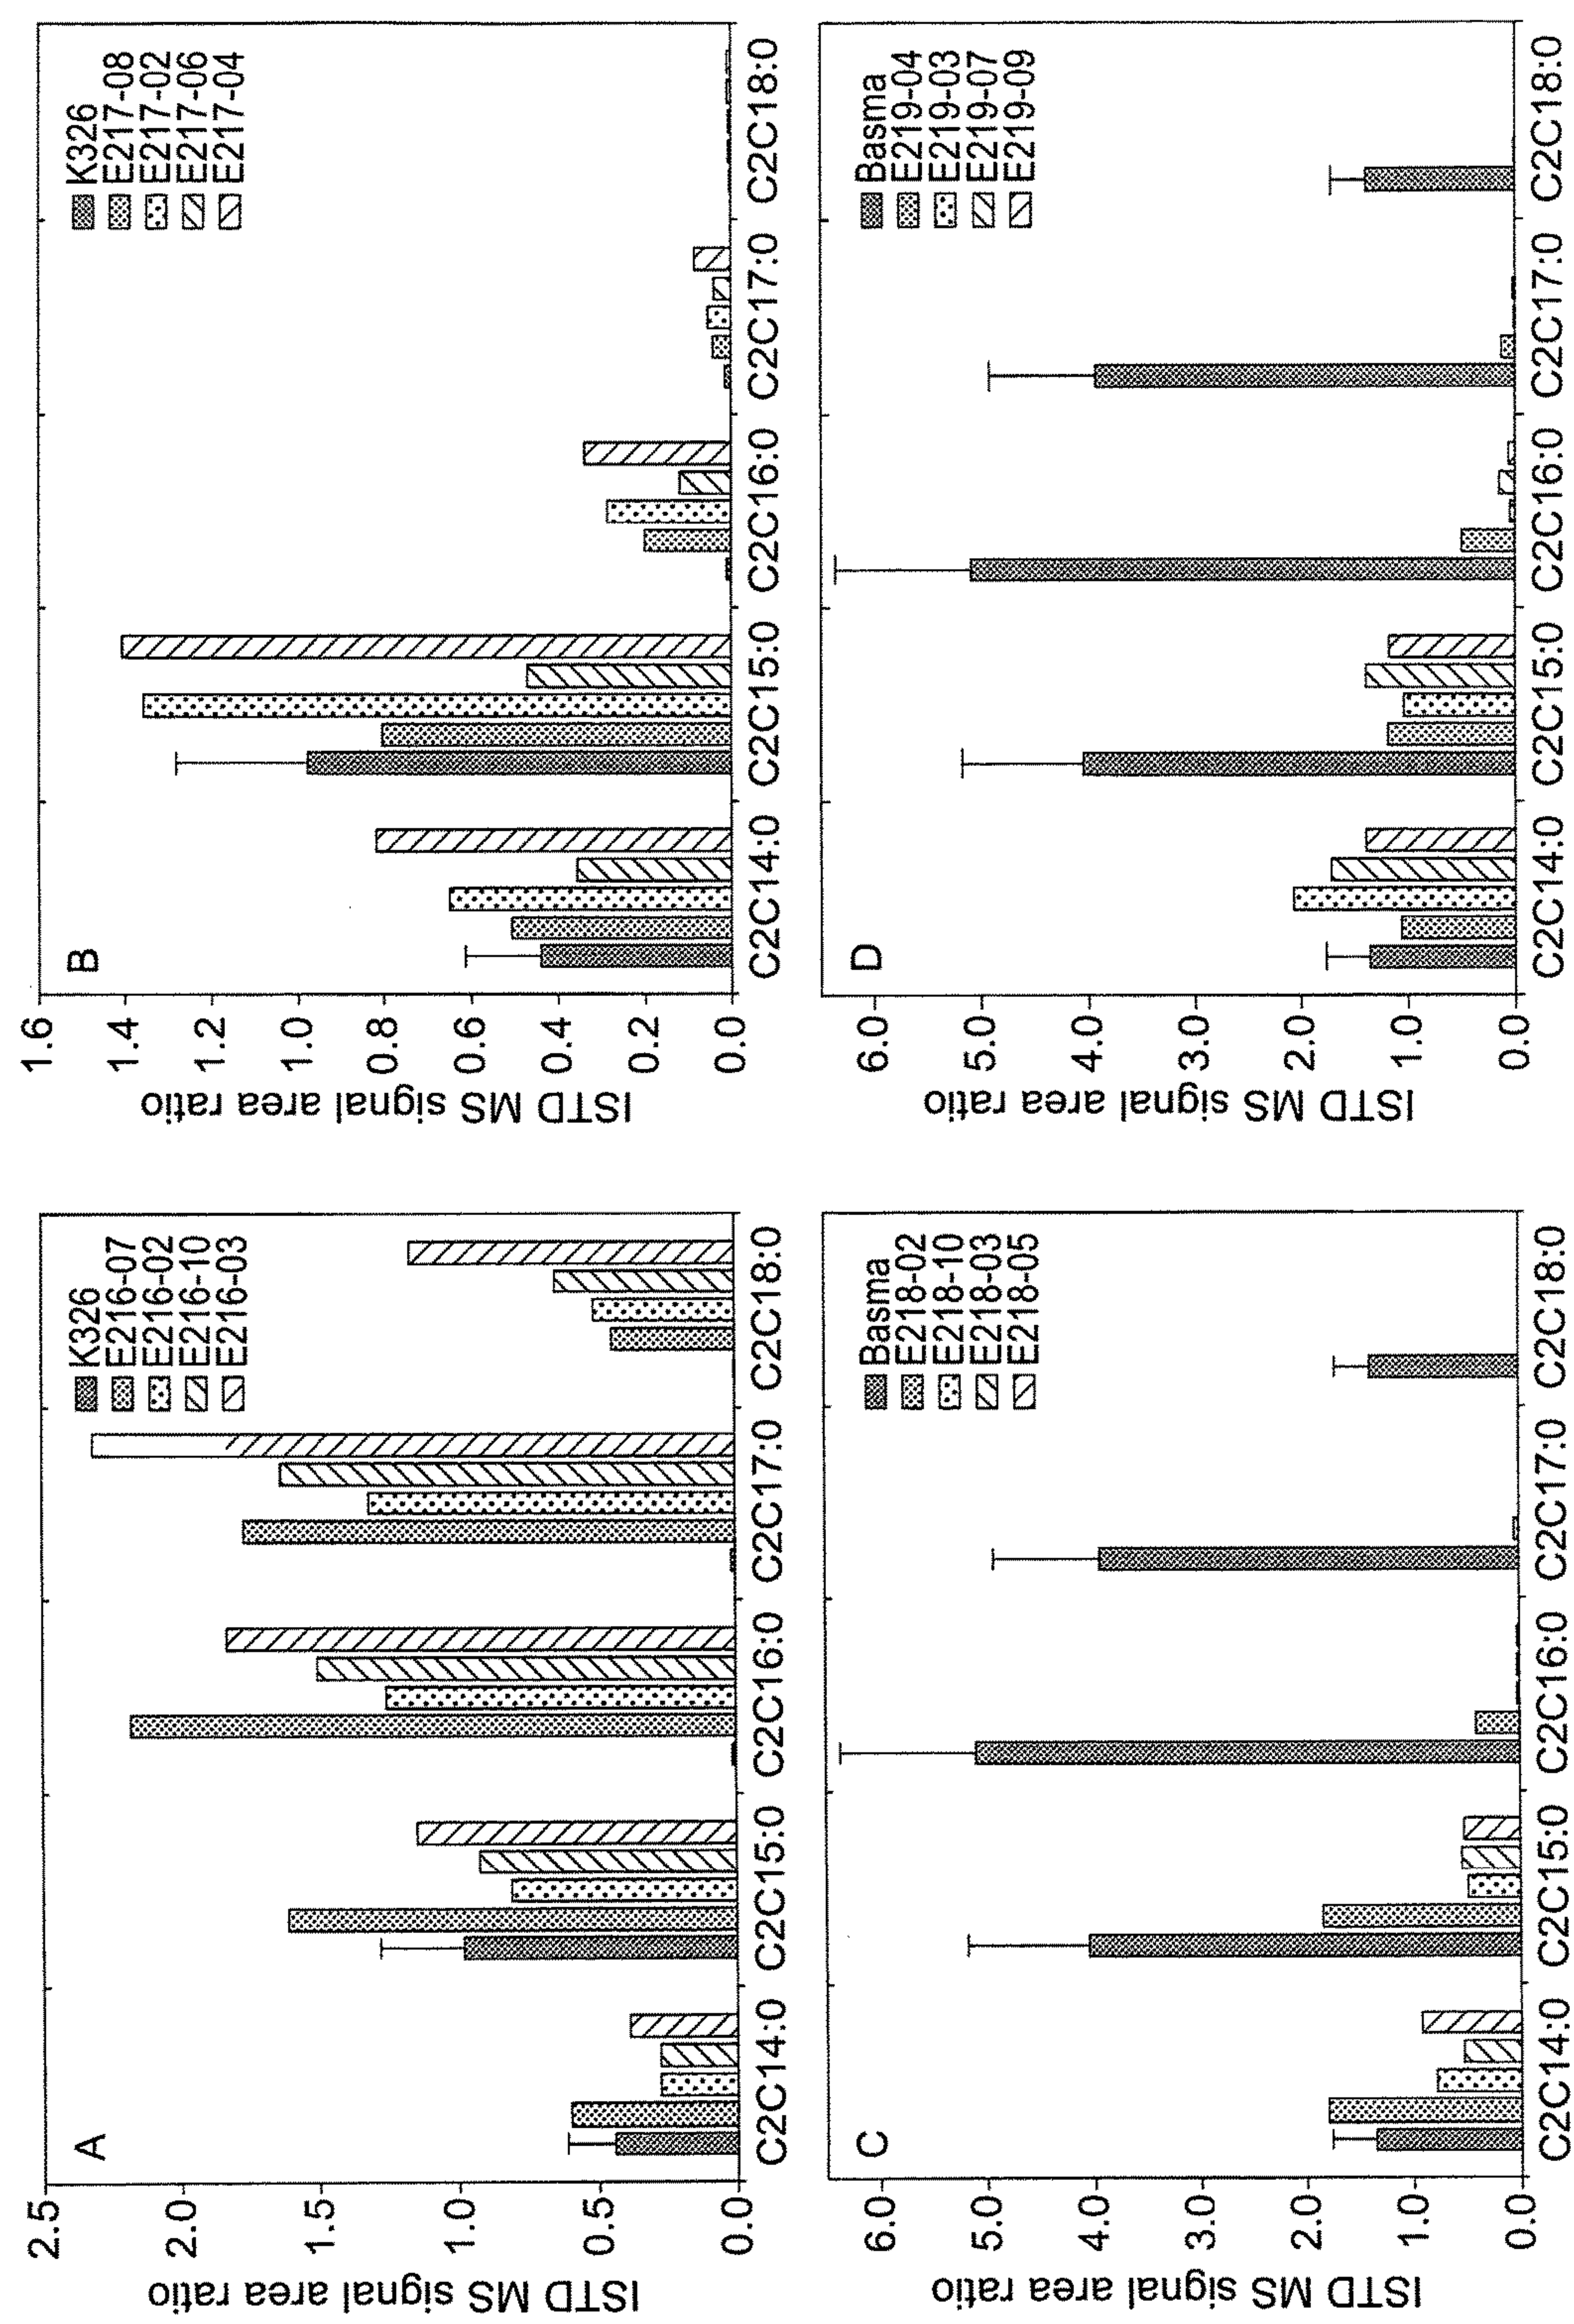 A
K326
E216-07
E216-02
E216-10
E216-03
ISTD MS signal area ratio
2.5
2.0
1.5
1.0
0.5
0.0
C2C14:0 C2C15:0 C2C16:0 C2C17:0 C2C18:0
B
K326
E217-08
E217-02
E217-06
E217-04
ISTD MS signal area ratio
1.6
1.4
1.2
1.0
0.8
0.6
0.4
0.2
0.0
C2C14:0 C2C15:0 C2C16:0 C2C17:0 C2C18:0
C
Basma
E218-02
E218-10
E218-03
E218-05
ISTD MS signal area ratio
6.0
5.0
4.0
3.0
2.0
1.0
0.0
C2C14:0 C2C15:0 C2C16:0 C2C17:0 C2C18:0
D
Basma
E219-04
E219-03
E219-07
E219-09
ISTD MS signal area ratio
6.0
5.0
4.0
3.0
2.0
1.0
0.0
C2C14:0 C2C15:0 C2C16:0 C2C17:0 C2C18:0